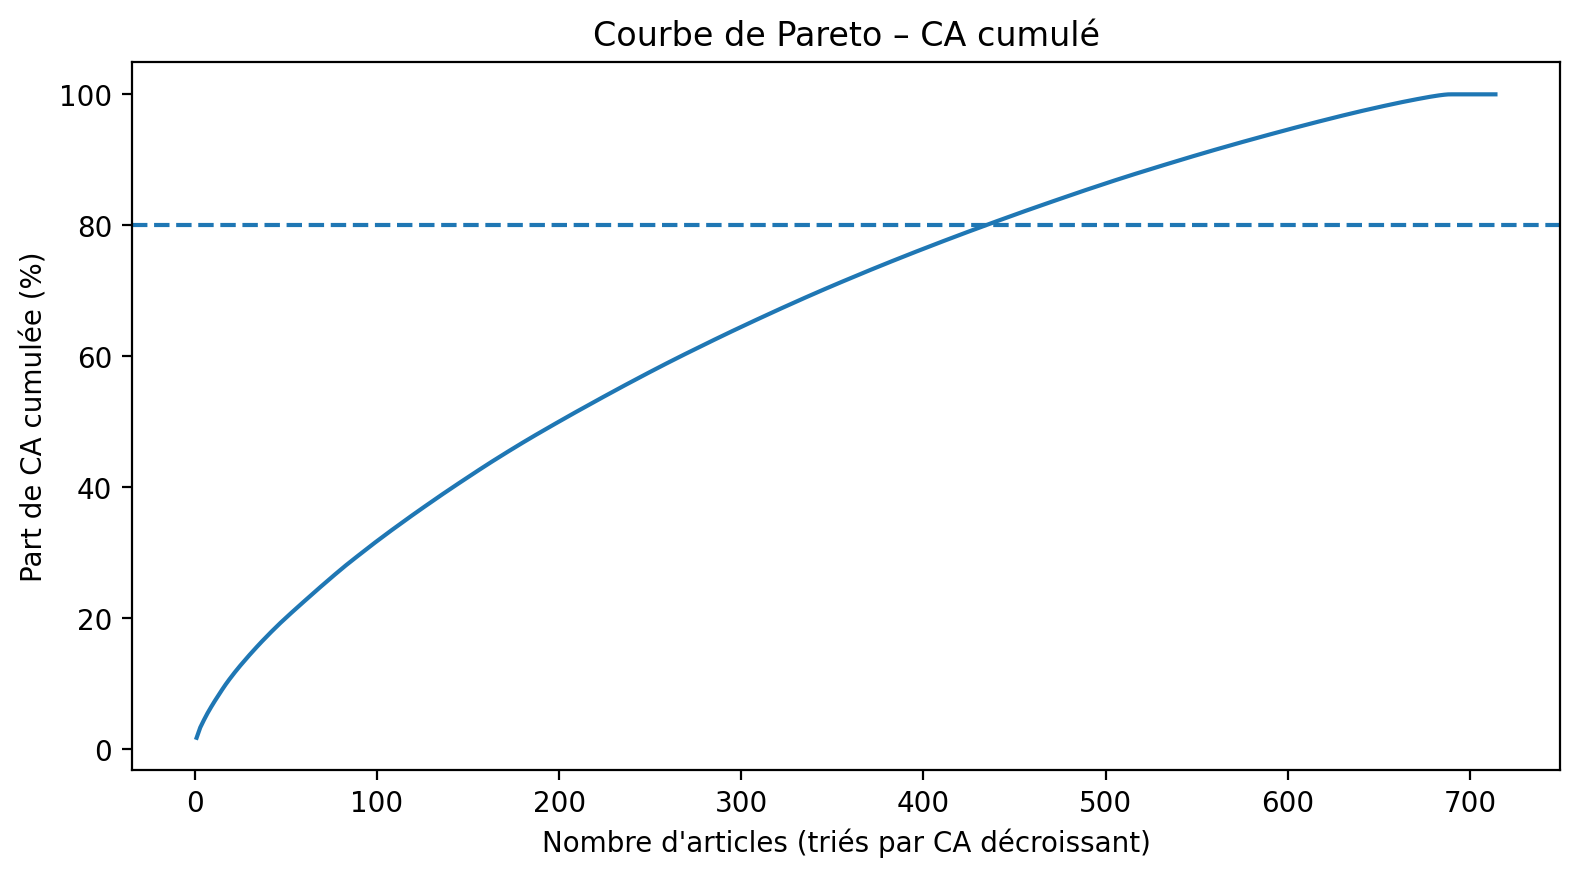 Courbe de Pareto – CA cumulé
100
80
60
40
20
0
Part de CA cumulée (%)
0 100 200 300 400 500 600 700
Nombre d'articles (triés par CA décroissant)